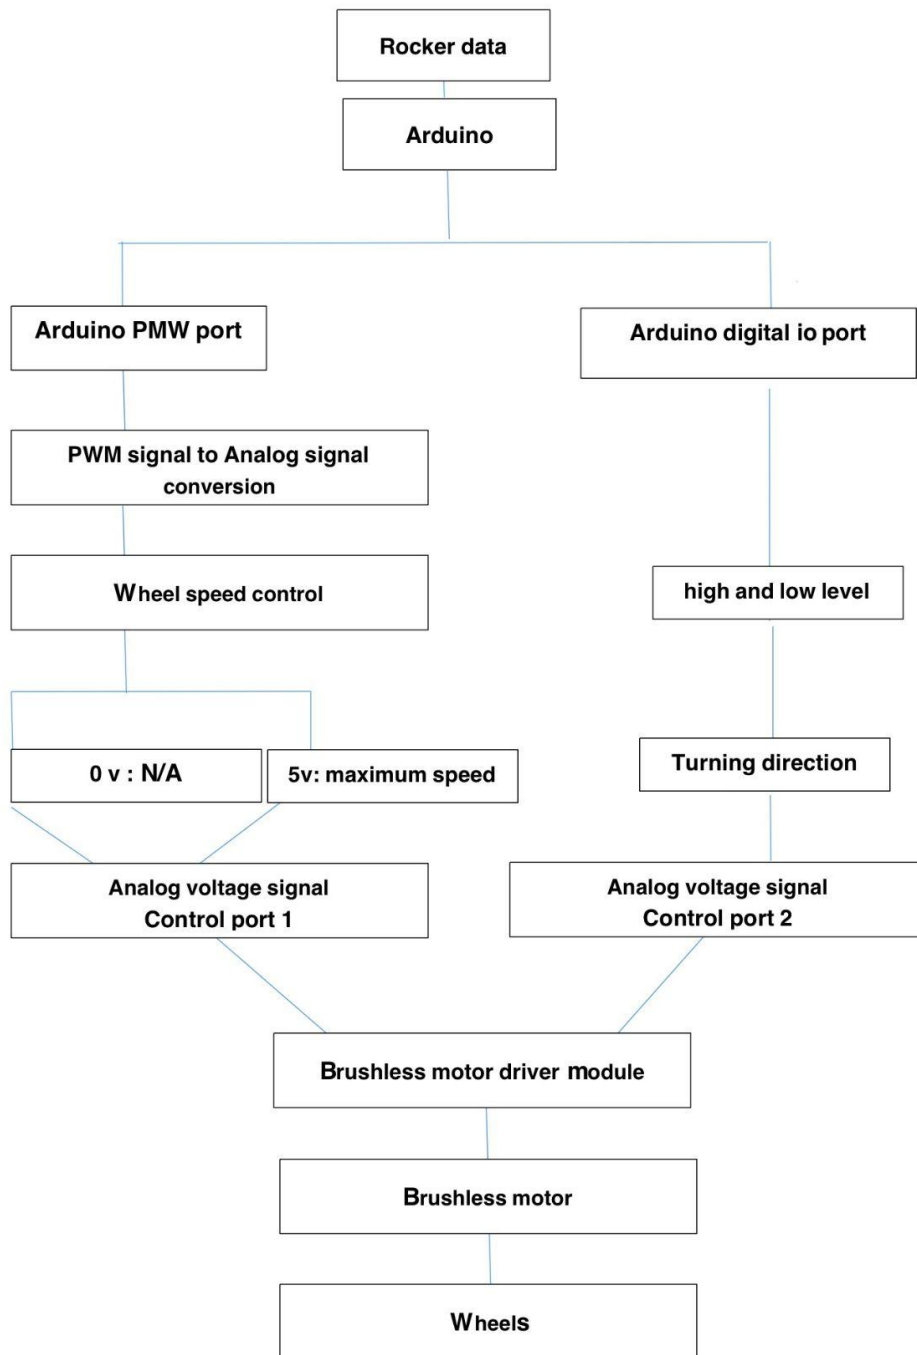 Rocker data
Arduino
Arduino PMW port
Arduino digital io port
PWM signal to Analog signal
conversion
Wheel speed control
high and low level
0 v : N/A
5v: maximum speed
Turning direction
Analog voltage signal
Control port 1
Analog voltage signal
Control port 2
Brushless motor driver module
Brushless motor
Wheels